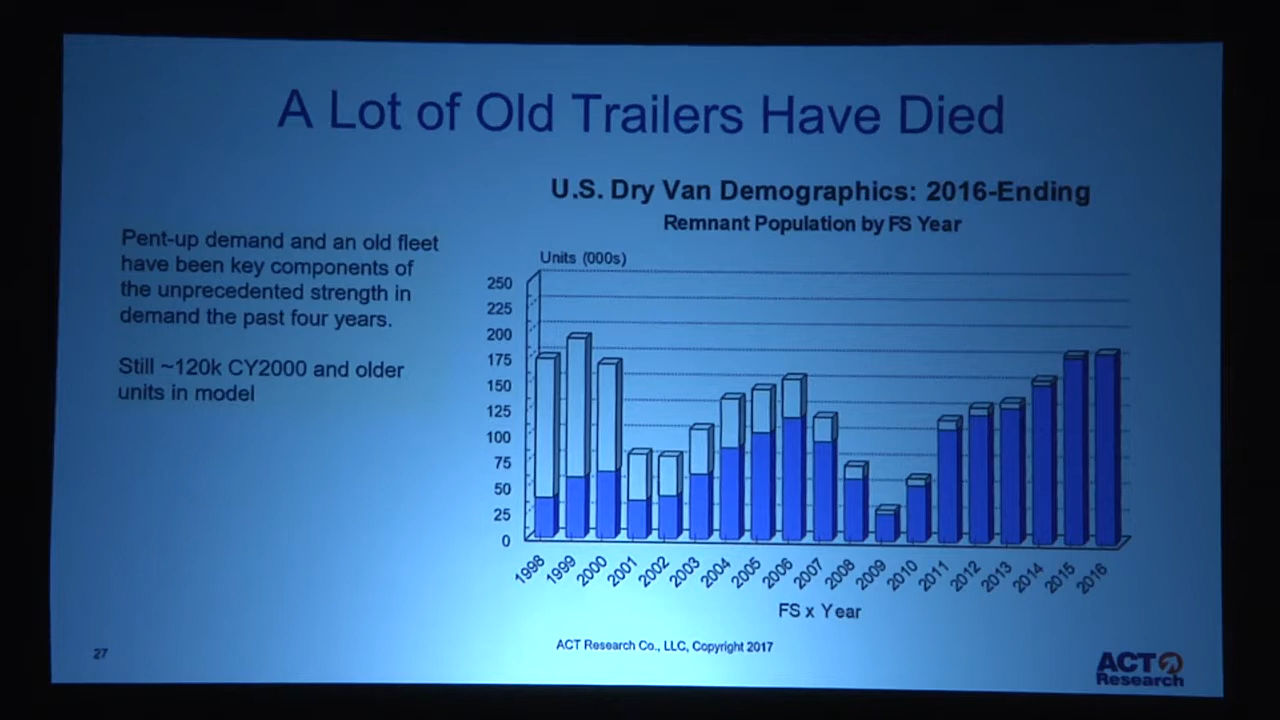 A Lot of Old Trailers Have Died
U.S. Dry Van Demographics: 2016-Ending
Remnant Population by FS Year
Pent-up demand and an old fleet
have been key components of
the unprecedented strength in
demand the past four years.
Still ~120k CY2000 and older
units in model
Units (000s)
250
225
200
175
150
125
100
75
50
25
0
1998 1999 2000 2001 2002 2003 2004 2005 2006 2007 2008 2009 2010 2011 2012 2013 2014 2015 2016
FS x Year
ACT Research Co., LLC, Copyright 2017
27
ACT
Research